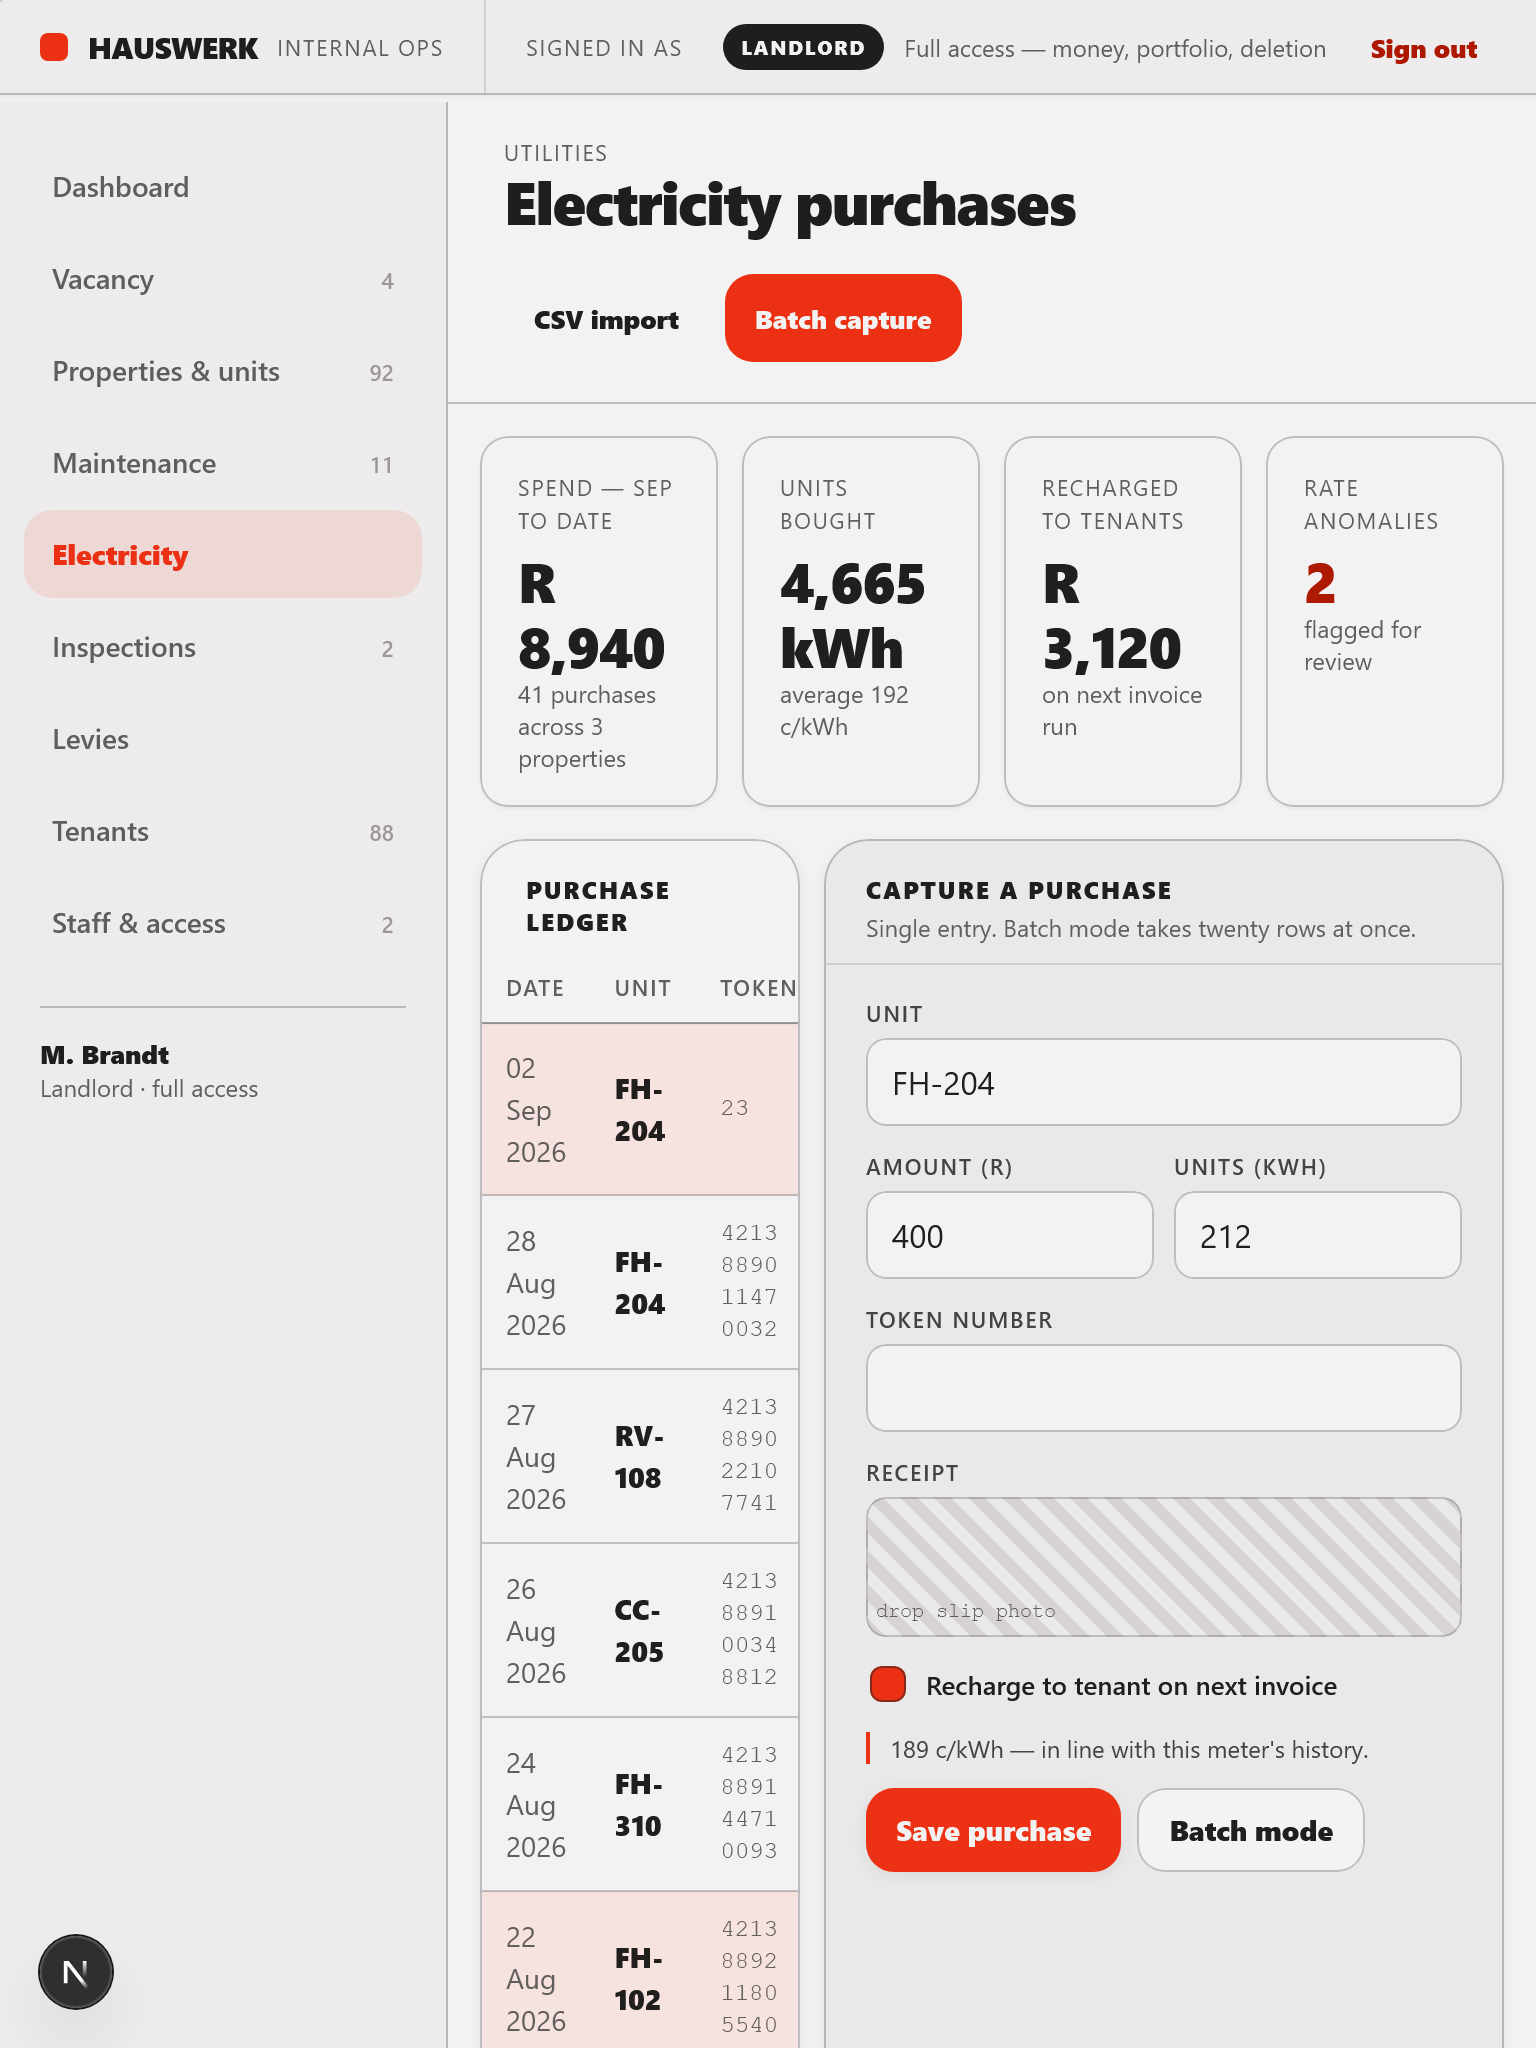 HAUSWERK INTERNAL OPS
SIGNED IN AS LANDLORD Full access — money, portfolio, deletion Sign out
Dashboard
Vacancy 4
Properties & units 92
Maintenance 11
Electricity
Inspections 2
Levies
Tenants 88
Staff & access 2
M. Brandt
Landlord · full access
N
UTILITIES
Electricity purchases
CSV import Batch capture
SPEND — SEP
TO DATE
R
8,940
41 purchases
across 3
properties
UNITS
BOUGHT
4,665
kWh
average 192
c/kWh
RECHARGED
TO TENANTS
R
3,120
on next invoice
run
RATE
ANOMALIES
2
flagged for
review
PURCHASE
LEDGER
DATE UNIT TOKEN
02
Sep
2026
FH-
204
23
28
Aug
2026
FH-
204
4213
8890
1147
0032
27
Aug
2026
RV-
108
4213
8890
2210
7741
26
Aug
2026
CC-
205
4213
8891
0034
8812
24
Aug
2026
FH-
310
4213
8891
4471
0093
22
Aug
2026
FH-
102
4213
8892
1180
5540
CAPTURE A PURCHASE
Single entry. Batch mode takes twenty rows at once.
UNIT
FH-204
AMOUNT (R) UNITS (KWH)
400 212
TOKEN NUMBER
RECEIPT
drop slip photo
Recharge to tenant on next invoice
189 c/kWh — in line with this meter's history.
Save purchase Batch mode